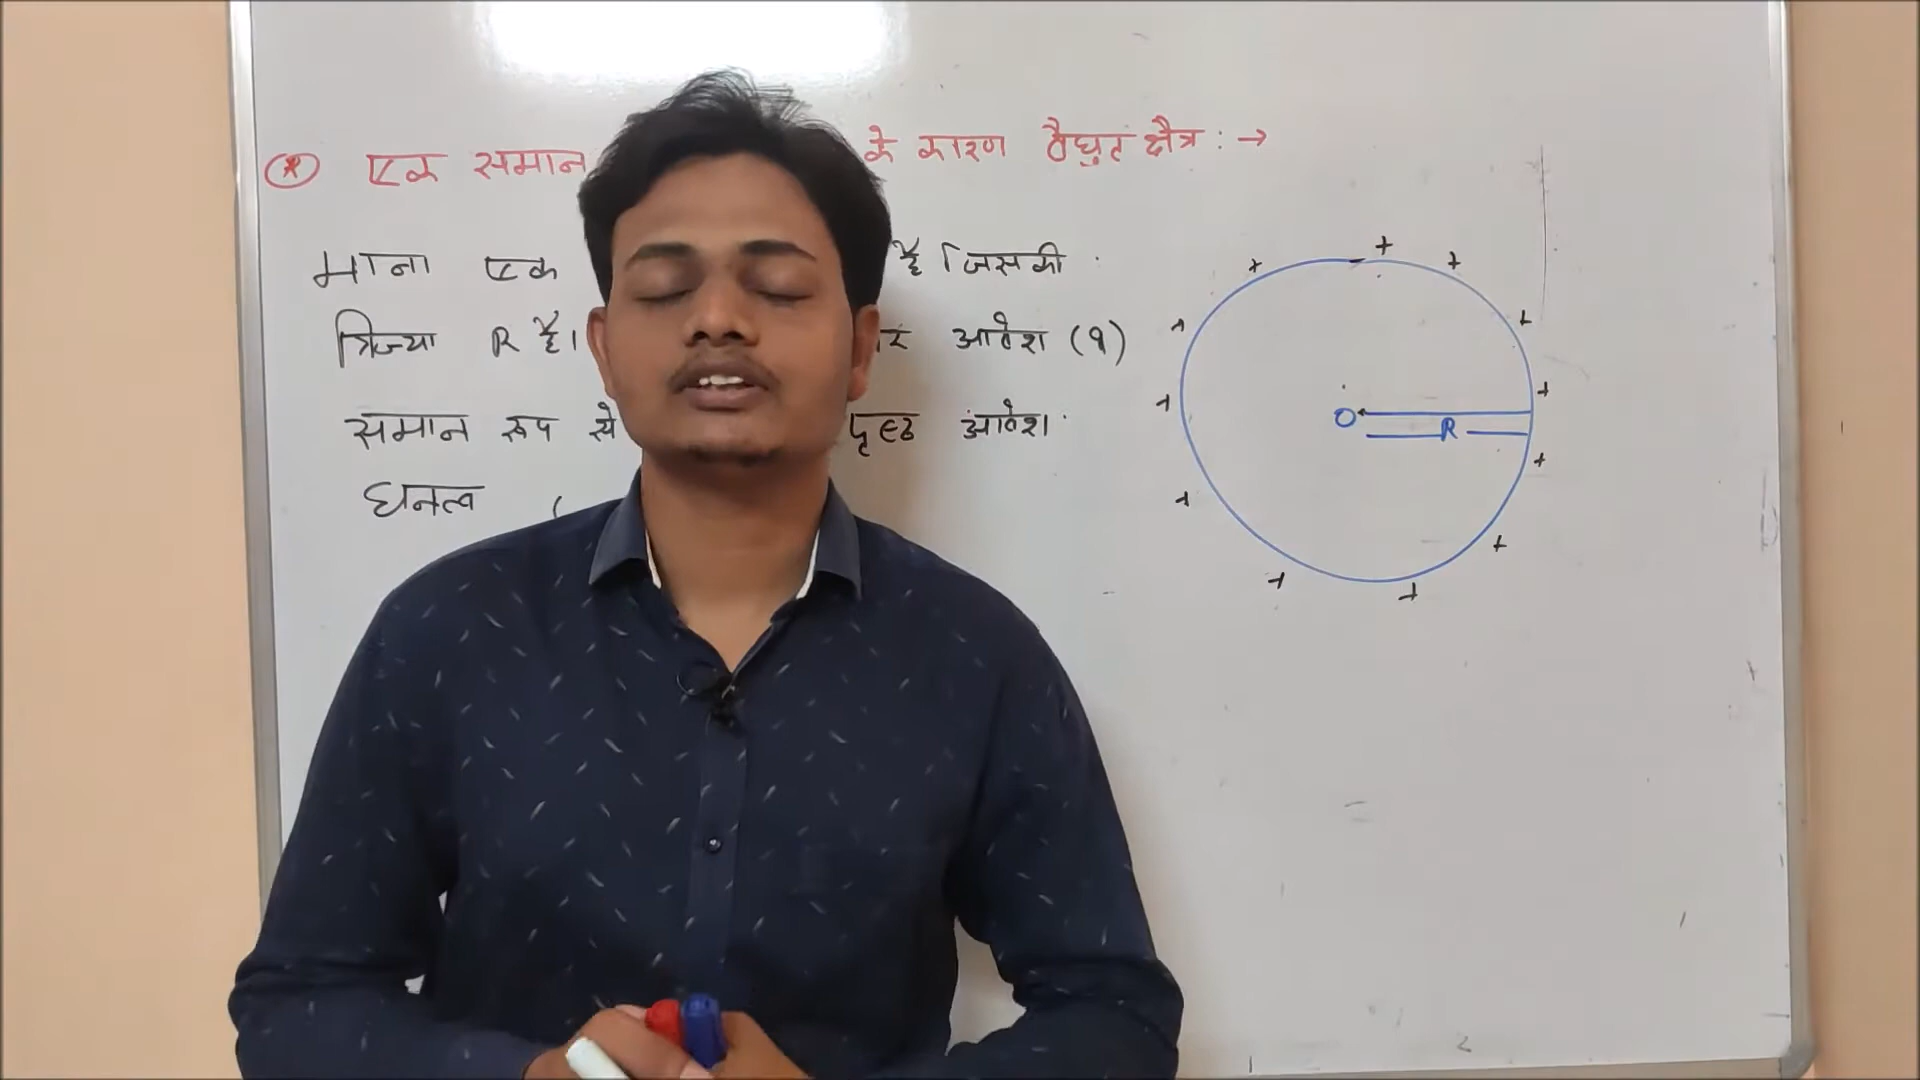 * एक समान के कारण वैद्युत क्षेत्र : →
माना एक है जिसकी
त्रिज्या R है। आवेश (q)
समान रूप से पृष्ठ आवेश
घनत्व (
O
R